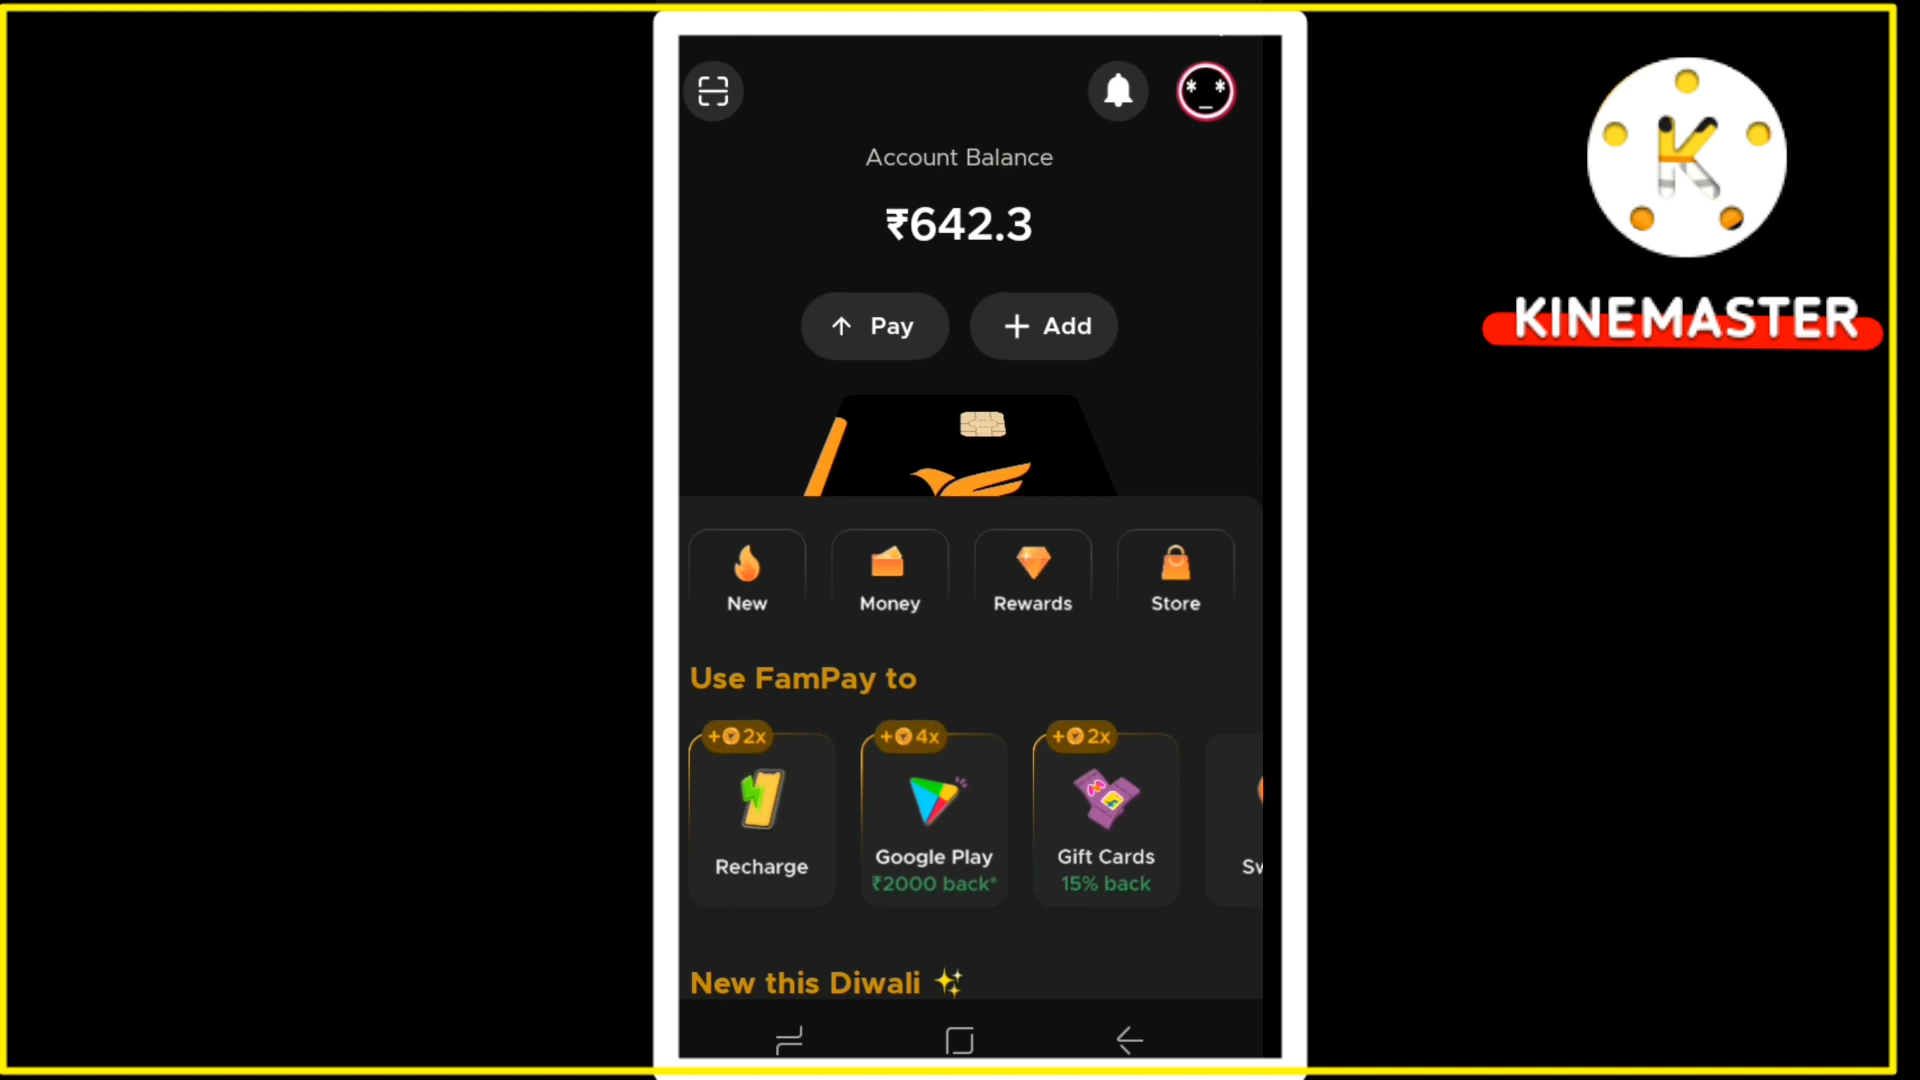 Account Balance
₹642.3
Pay
Add
KINEMASTER
New
Money
Rewards
Store
Use FamPay to
+ 2x
+ 4x
+ 2x
Recharge
Google Play
₹2000 back*
Gift Cards
15% back
New this Diwali